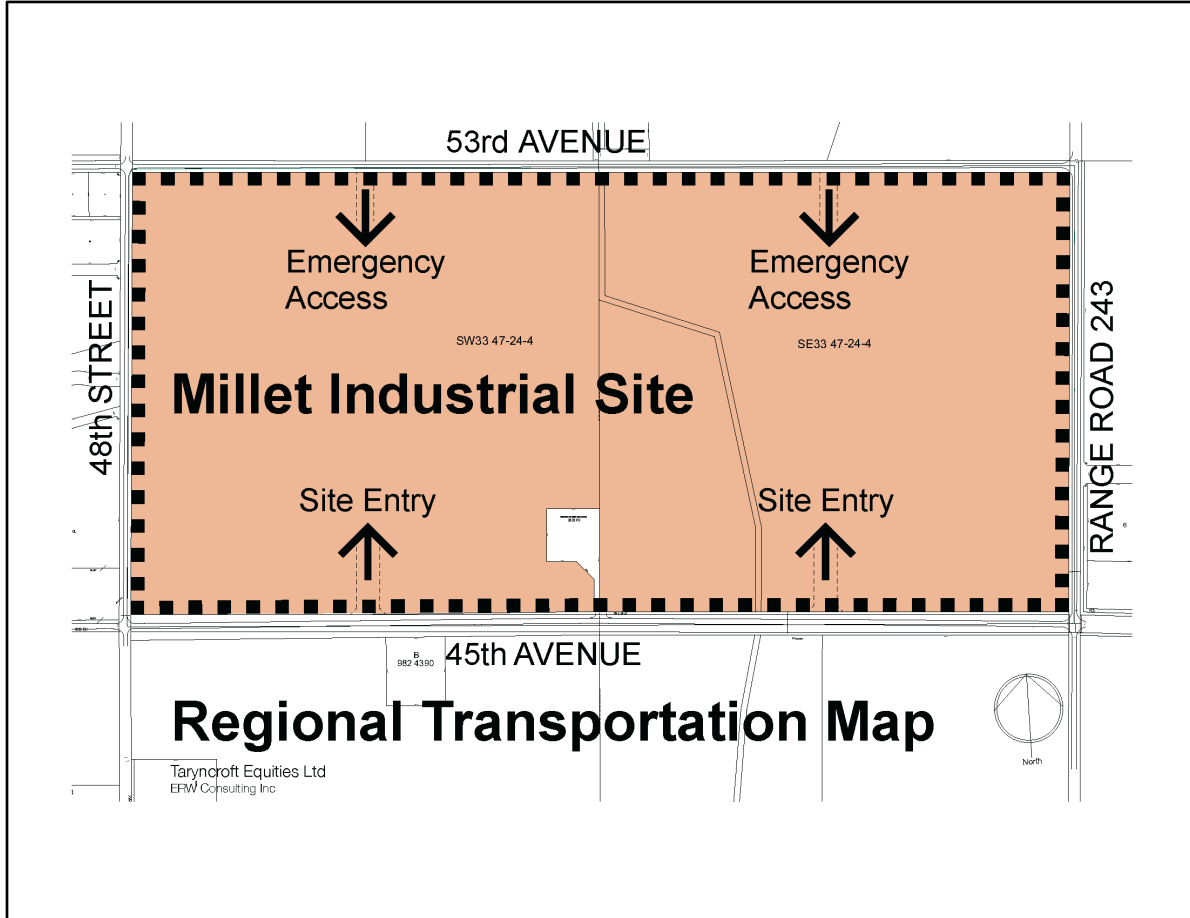 53rd AVENUE
Emergency
Access
Emergency
Access
48th STREET
RANGE ROAD 243
SW33 47-24-4
SE33 47-24-4
Millet Industrial Site
Site Entry
Site Entry
45th AVENUE
B
982 4390
Regional Transportation Map
North
Taryncroft Equities Ltd
ERW Consulting Inc